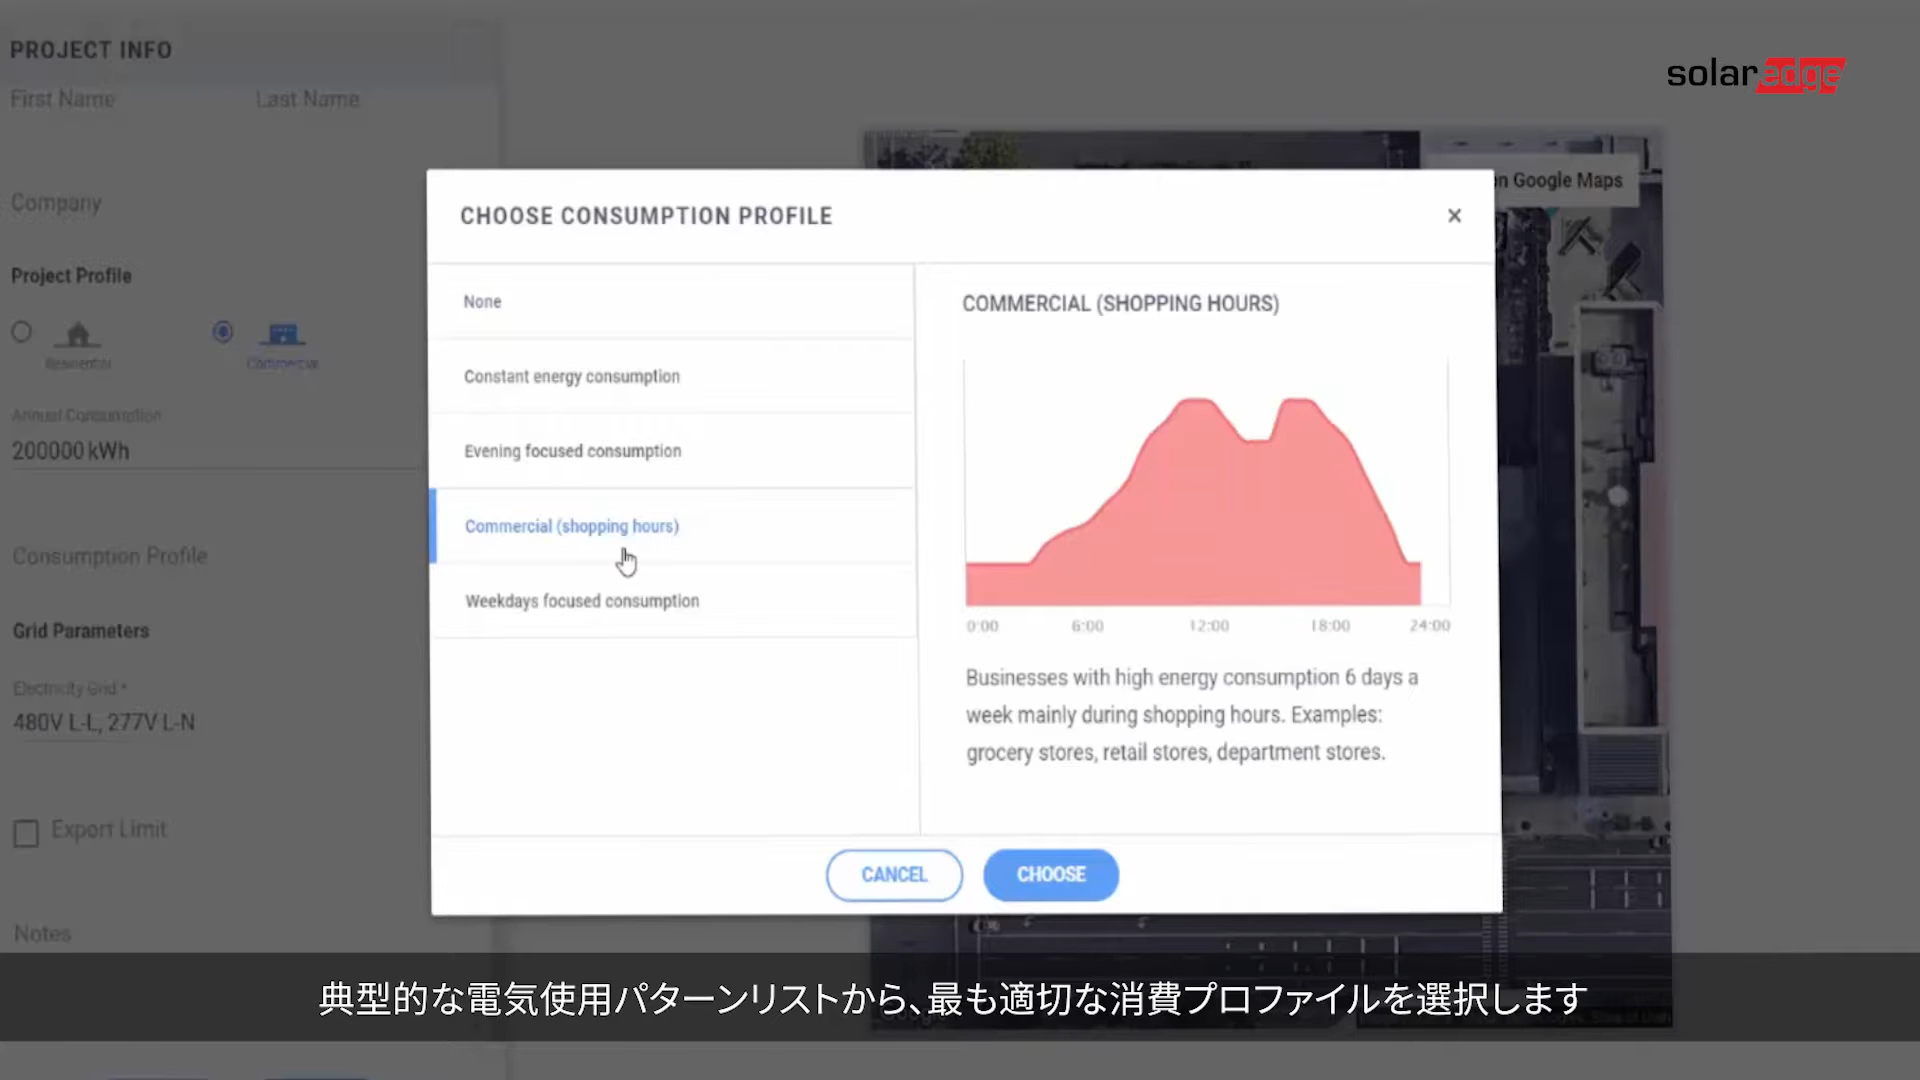 PROJECT INFO
solaredge
First Name Last Name
Company
Project Profile
Residential Commercial
Annual Consumption
200000 kWh
Consumption Profile
Grid Parameters
Electricity Grid *
480V L-L, 277V L-N
Export Limit
Notes
on Google Maps
CHOOSE CONSUMPTION PROFILE
×
None
Constant energy consumption
Evening focused consumption
Commercial (shopping hours)
Weekdays focused consumption
COMMERCIAL (SHOPPING HOURS)
0:00 6:00 12:00 18:00 24:00
Businesses with high energy consumption 6 days a
week mainly during shopping hours. Examples:
grocery stores, retail stores, department stores.
CANCEL CHOOSE
典型的な電気使用パターンリストから、最も適切な消費プロファイルを選択します